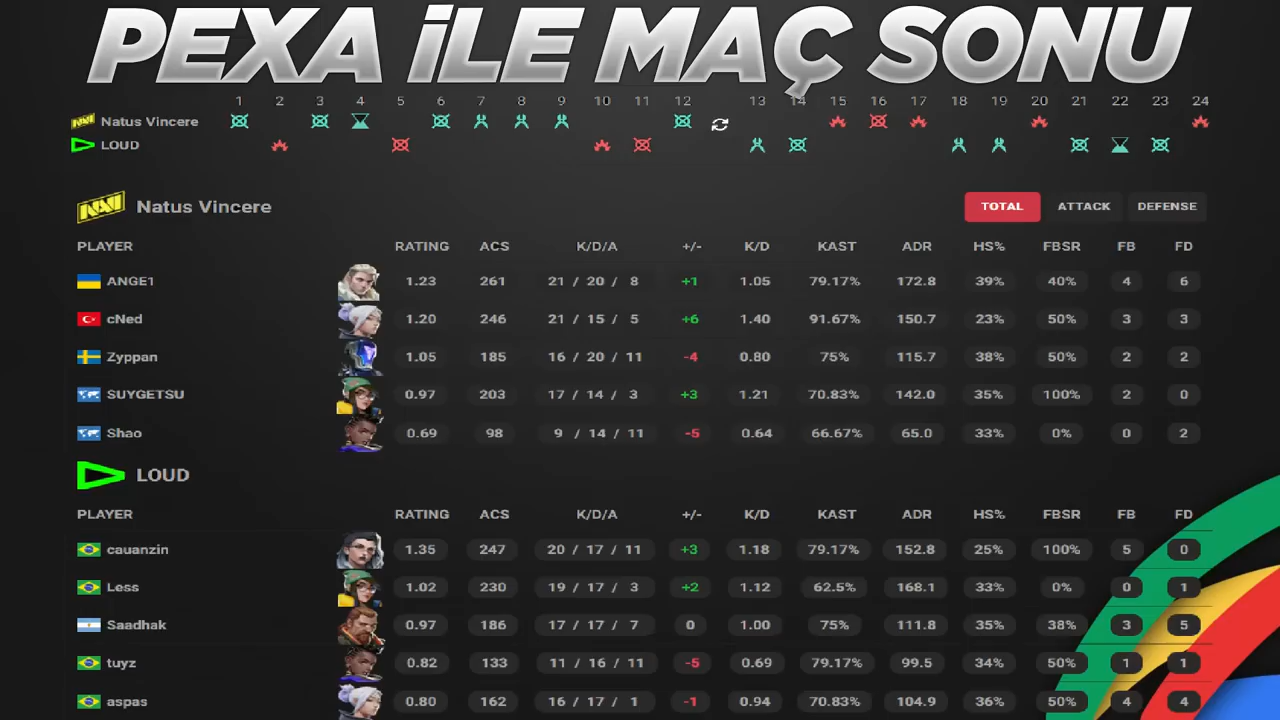 PEXA İLE MAÇ SONU
1 2 3 4 5 6 7 8 9 10 11 12 13 14 15 16 17 18 19 20 21 22 23 24
Natus Vincere
LOUD
NAVI Natus Vincere TOTAL ATTACK DEFENSE
PLAYER RATING ACS K/D/A +/- K/D KAST ADR HS% FBSR FB FD
ANGE1 1.23 261 21 / 20 / 8 +1 1.05 79.17% 172.8 39% 40% 4 6
cNed 1.20 246 21 / 15 / 5 +6 1.40 91.67% 150.7 23% 50% 3 3
Zyppan 1.05 185 16 / 20 / 11 -4 0.80 75% 115.7 38% 50% 2 2
SUYGETSU 0.97 203 17 / 14 / 3 +3 1.21 70.83% 142.0 35% 100% 2 0
Shao 0.69 98 9 / 14 / 11 -5 0.64 66.67% 65.0 33% 0% 0 2
LOUD
PLAYER RATING ACS K/D/A +/- K/D KAST ADR HS% FBSR FB FD
cauanzin 1.35 247 20 / 17 / 11 +3 1.18 79.17% 152.8 25% 100% 5 0
Less 1.02 230 19 / 17 / 3 +2 1.12 62.5% 168.1 33% 0% 0 1
Saadhak 0.97 186 17 / 17 / 7 0 1.00 75% 111.8 35% 38% 3 5
tuyz 0.82 133 11 / 16 / 11 -5 0.69 79.17% 99.5 34% 50% 1 1
aspas 0.80 162 16 / 17 / 1 -1 0.94 70.83% 104.9 36% 50% 4 4